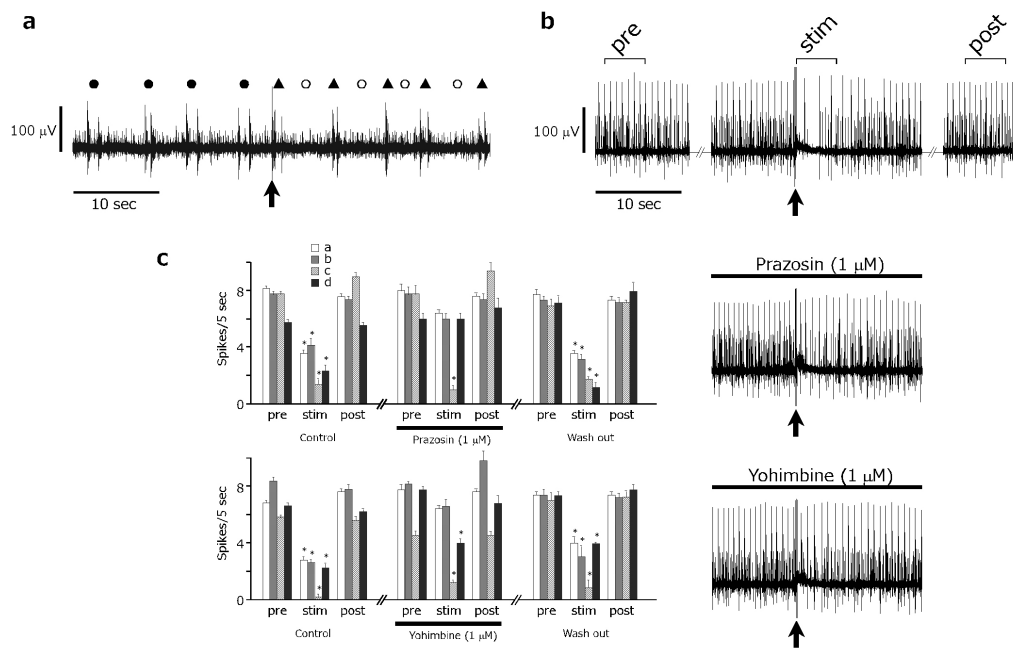 a
100 μV
10 sec
b
pre
stim
post
100 μV
10 sec
c
a
b
c
d
Spikes/5 sec
8
4
0
* * * *
*
* * * *
pre stim post pre stim post pre stim post
Control Prazosin (1 μM) Wash out
Prazosin (1 μM)
Spikes/5 sec
8
4
0
* * * *
* *
* * * *
pre stim post pre stim post pre stim post
Control Yohimbine (1 μM) Wash out
Yohimbine (1 μM)